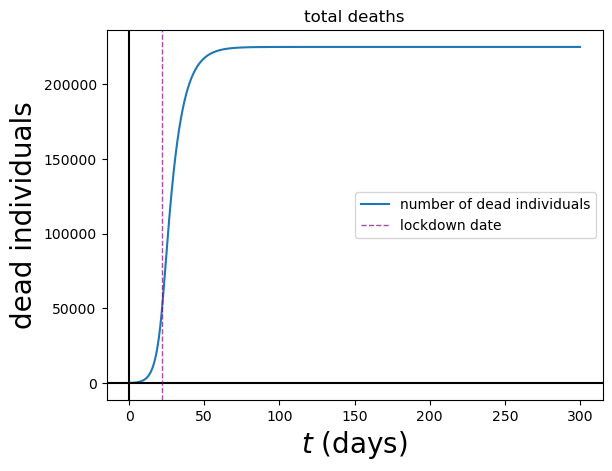 total deaths
dead individuals
200000
150000
100000
50000
0
number of dead individuals
lockdown date
0 50 100 150 200 250 300
t (days)